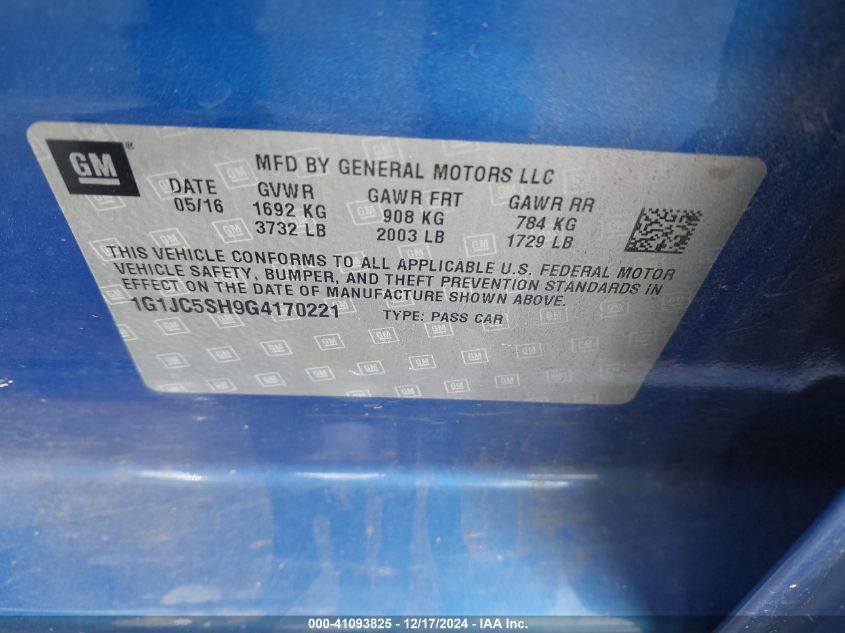 GM®
MFD BY GENERAL MOTORS LLC
DATE GVWR GAWR FRT GAWR RR
05/16 1692 KG 908 KG 784 KG
3732 LB 2003 LB 1729 LB
THIS VEHICLE CONFORMS TO ALL APPLICABLE U.S. FEDERAL MOTOR
VEHICLE SAFETY, BUMPER, AND THEFT PREVENTION STANDARDS IN
EFFECT ON THE DATE OF MANUFACTURE SHOWN ABOVE.
1G1JC5SH9G4170221 TYPE: PASS CAR
000-41093825 - 12/17/2024 - IAA, Inc.